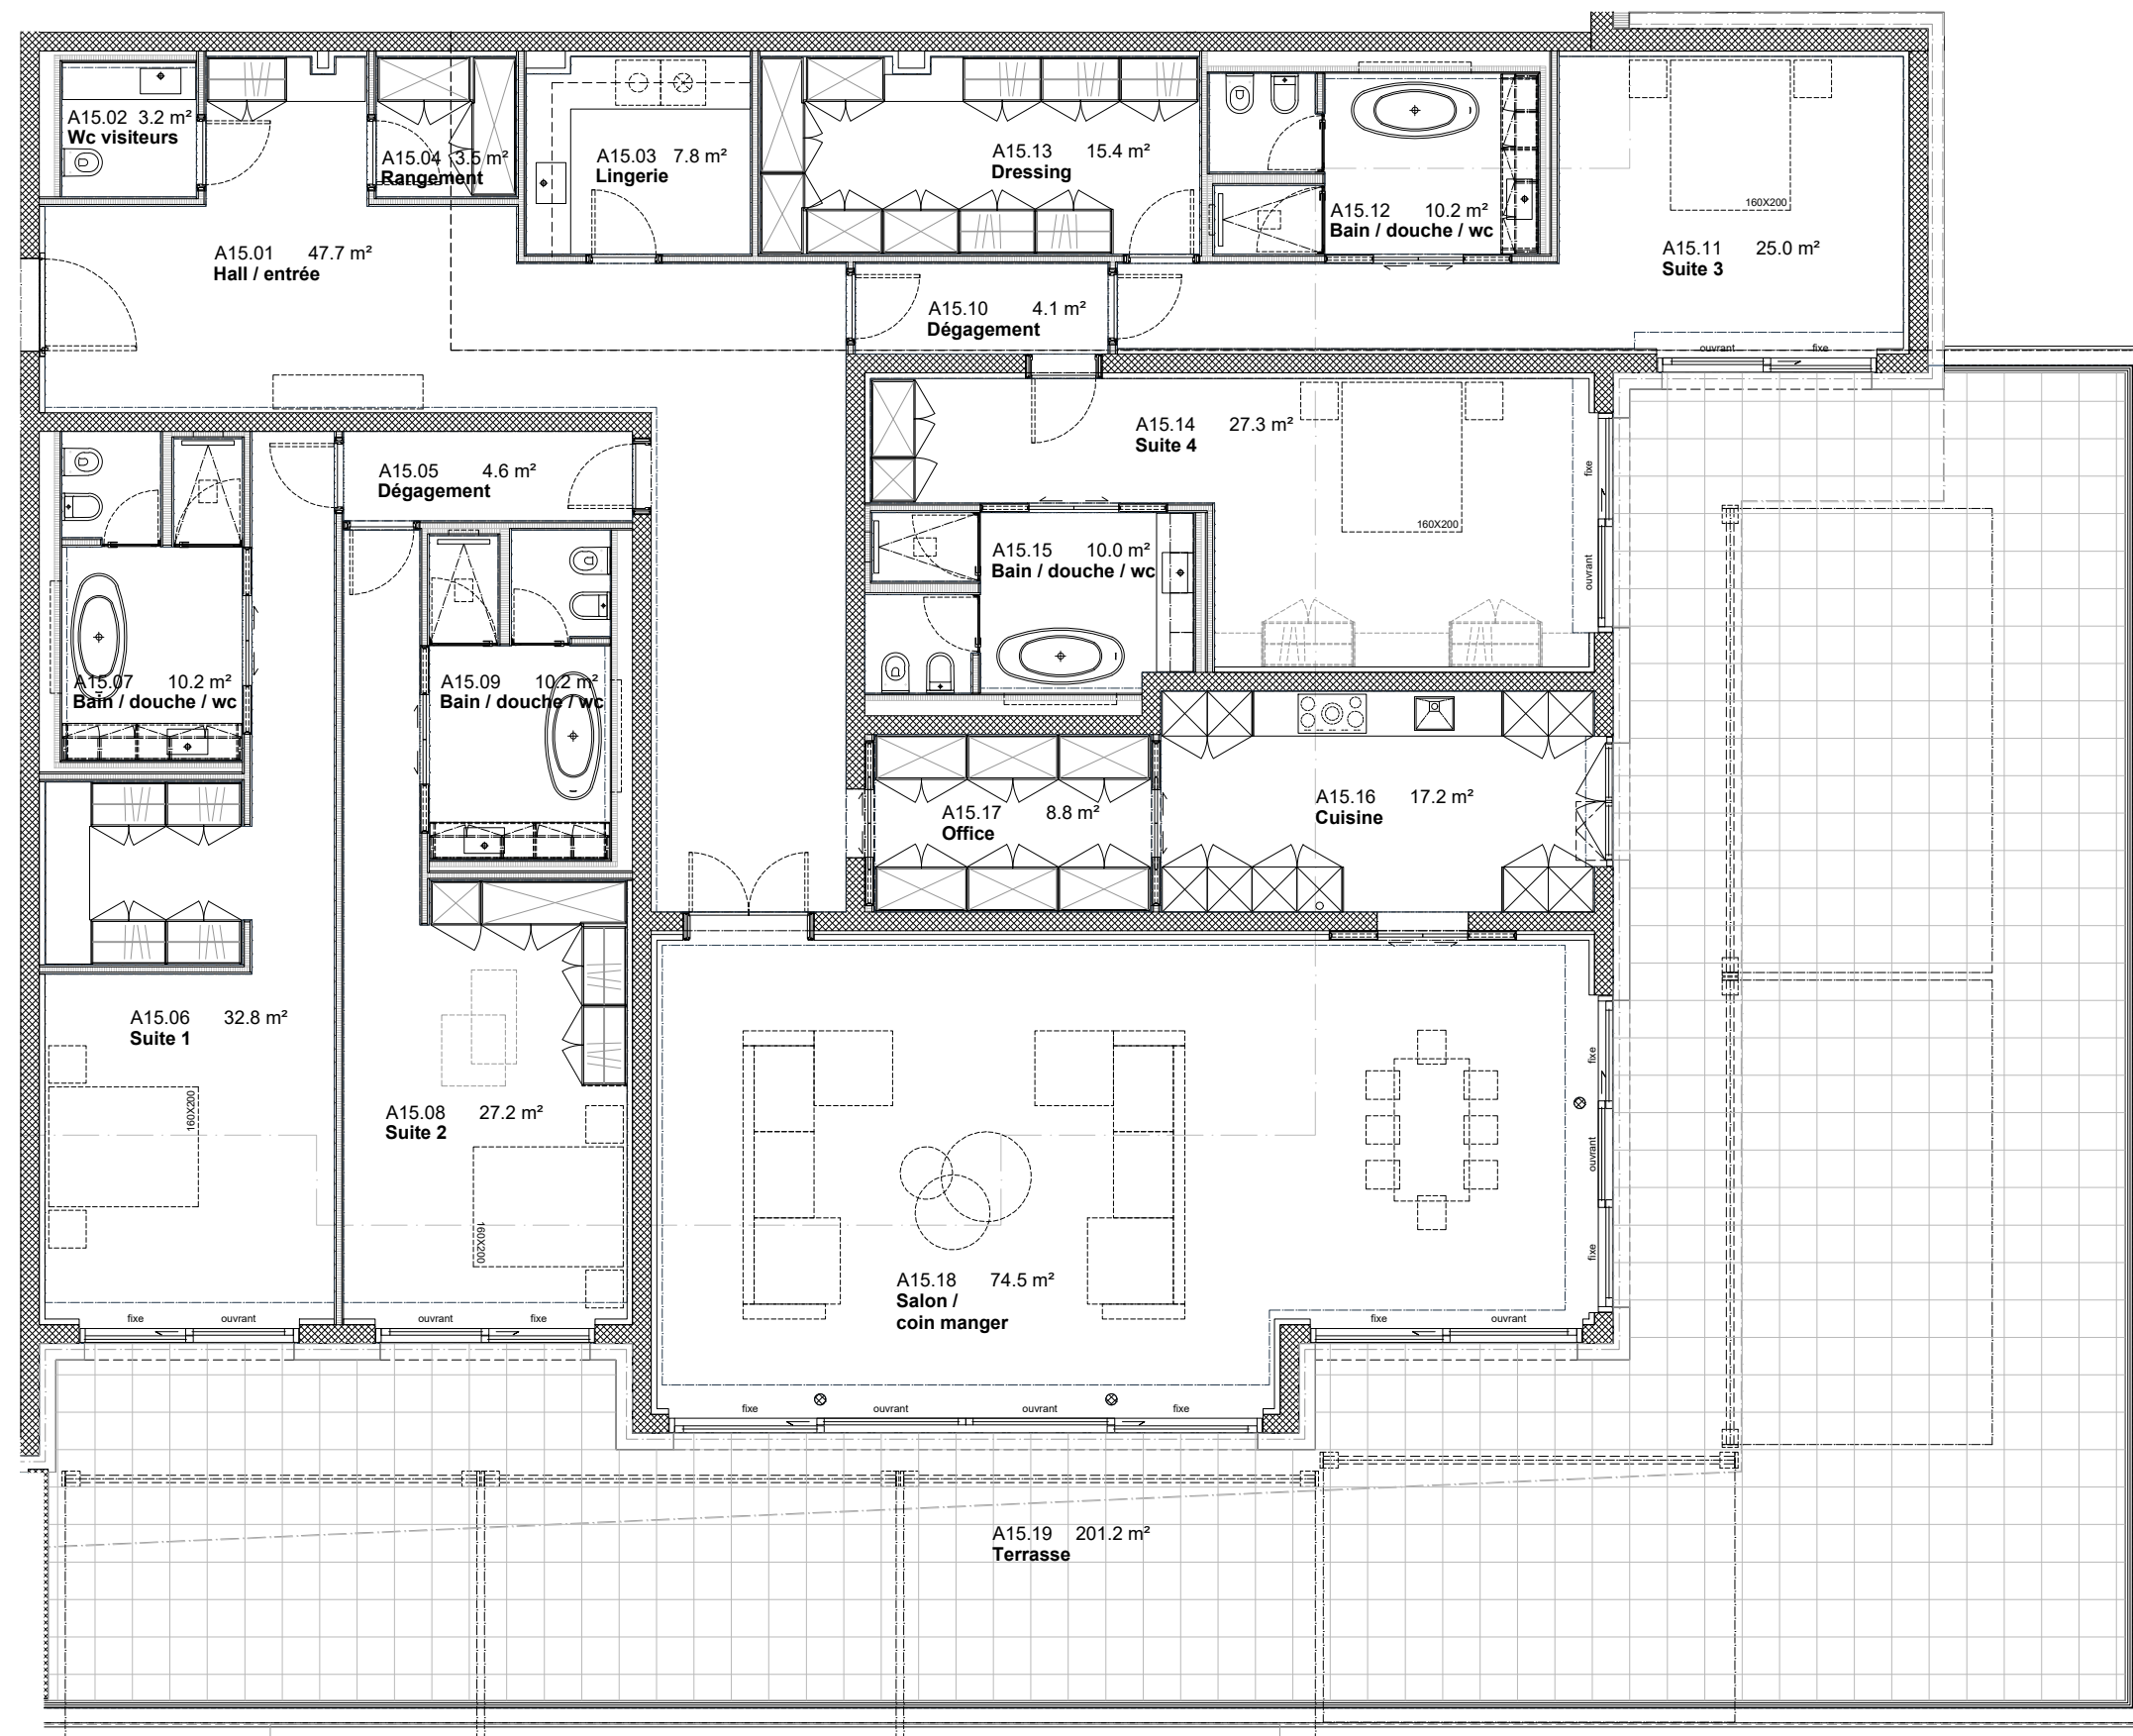 A15.02 3.2 m²
Wc visiteurs
A15.04 3.5 m²
Rangement
A15.03 7.8 m²
Lingerie
A15.13 15.4 m²
Dressing
A15.12 10.2 m²
Bain / douche / wc
160X200
A15.11 25.0 m²
Suite 3
A15.01 47.7 m²
Hall / entrée
A15.10 4.1 m²
Dégagement
ouvrant
fixe
A15.14 27.3 m²
Suite 4
160X200
fixe
ouvrant
A15.05 4.6 m²
Dégagement
A15.15 10.0 m²
Bain / douche / wc
A15.07 10.2 m²
Bain / douche / wc
A15.09 10.2 m²
Bain / douche / wc
A15.17 8.8 m²
Office
A15.16 17.2 m²
Cuisine
A15.06 32.8 m²
Suite 1
160X200
A15.08 27.2 m²
Suite 2
160X200
fixe
ouvrant
fixe
A15.18 74.5 m²
Salon /
coin manger
fixe
ouvrant
ouvrant
fixe
fixe
ouvrant
fixe
ouvrant
ouvrant
fixe
A15.19 201.2 m²
Terrasse